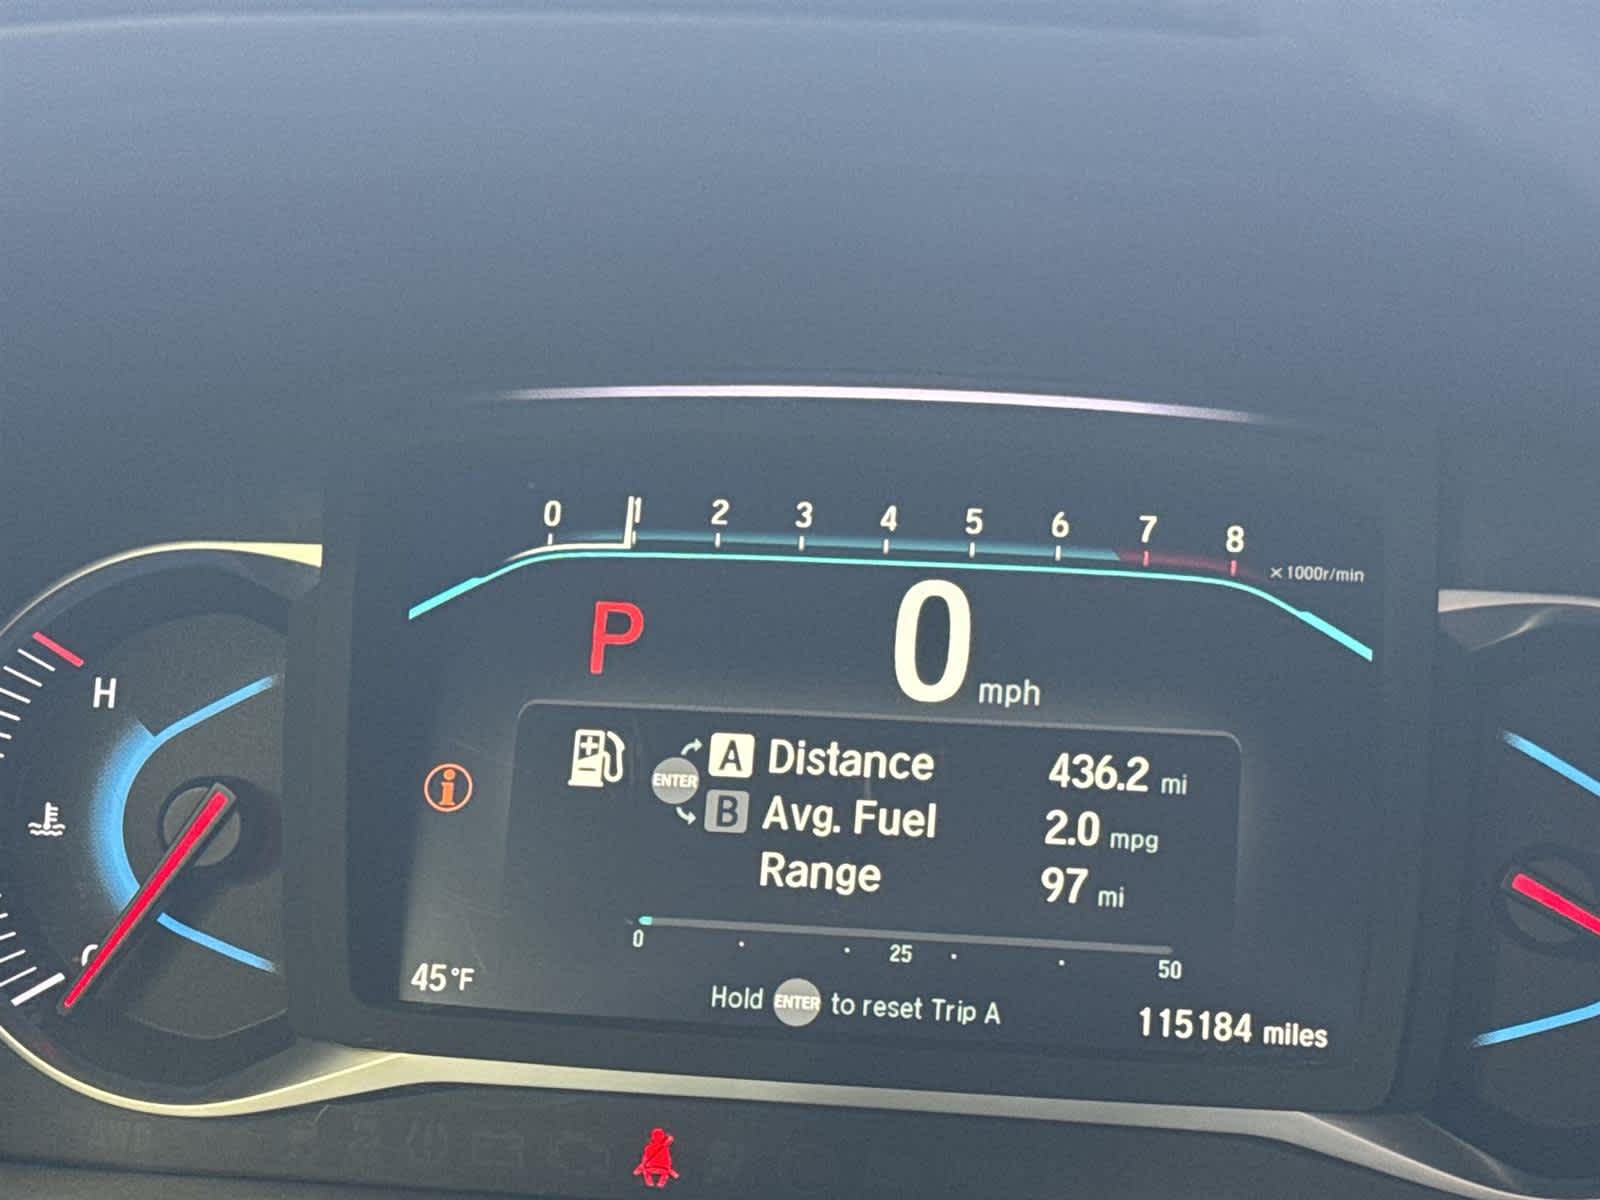 0 1 2 3 4 5 6 7 8
×1000r/min
P 0 mph
H
A Distance 436.2 mi
ENTER
B Avg. Fuel 2.0 mpg
Range 97 mi
0 25 50
C
45°F
Hold ENTER to reset Trip A
115184 miles